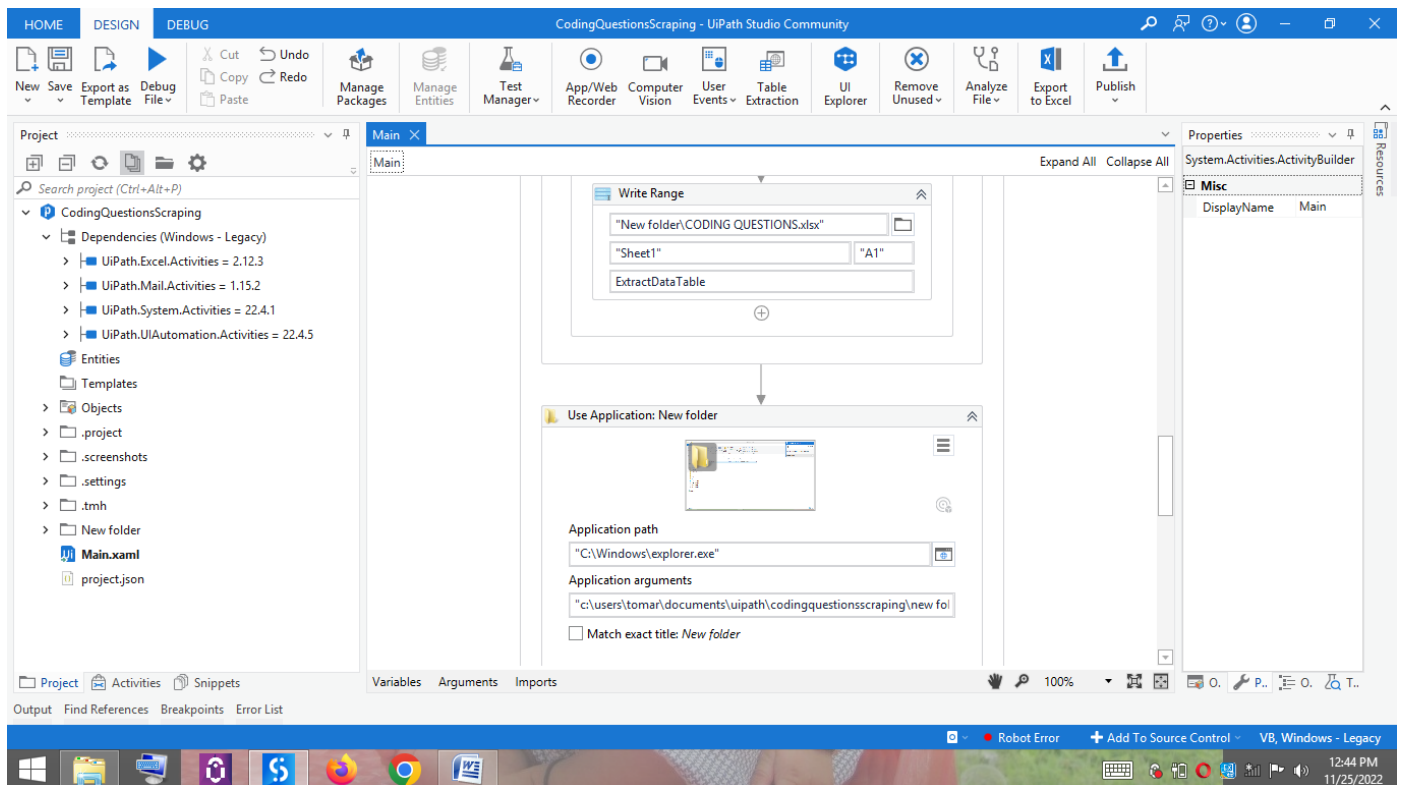 HOME DESIGN DEBUG CodingQuestionsScraping - UiPath Studio Community
New Save Export as Template Debug File Cut Copy Paste Undo Redo Manage Packages Manage Entities Test Manager App/Web Recorder Computer Vision User Events Table Extraction UI Explorer Remove Unused Analyze File Export to Excel Publish
Project
Search project (Ctrl+Alt+P)
CodingQuestionsScraping
Dependencies (Windows - Legacy)
UiPath.Excel.Activities = 2.12.3
UiPath.Mail.Activities = 1.15.2
UiPath.System.Activities = 22.4.1
UiPath.UIAutomation.Activities = 22.4.5
Entities
Templates
Objects
.project
.screenshots
.settings
.tmh
New folder
Main.xaml
project.json
Project Activities Snippets
Main
Main Expand All Collapse All
Write Range
"New folder\CODING QUESTIONS.xlsx"
"Sheet1" "A1"
ExtractDataTable
Use Application: New folder
Application path
"C:\Windows\explorer.exe"
Application arguments
"c:\users\tomar\documents\uipath\codingquestionsscraping\new fol
Match exact title: New folder
Variables Arguments Imports 100%
Properties
System.Activities.ActivityBuilder
Misc
DisplayName Main
O. P.. O. T..
Resources
Output Find References Breakpoints Error List
Robot Error Add To Source Control VB, Windows - Legacy
12:44 PM
11/25/2022